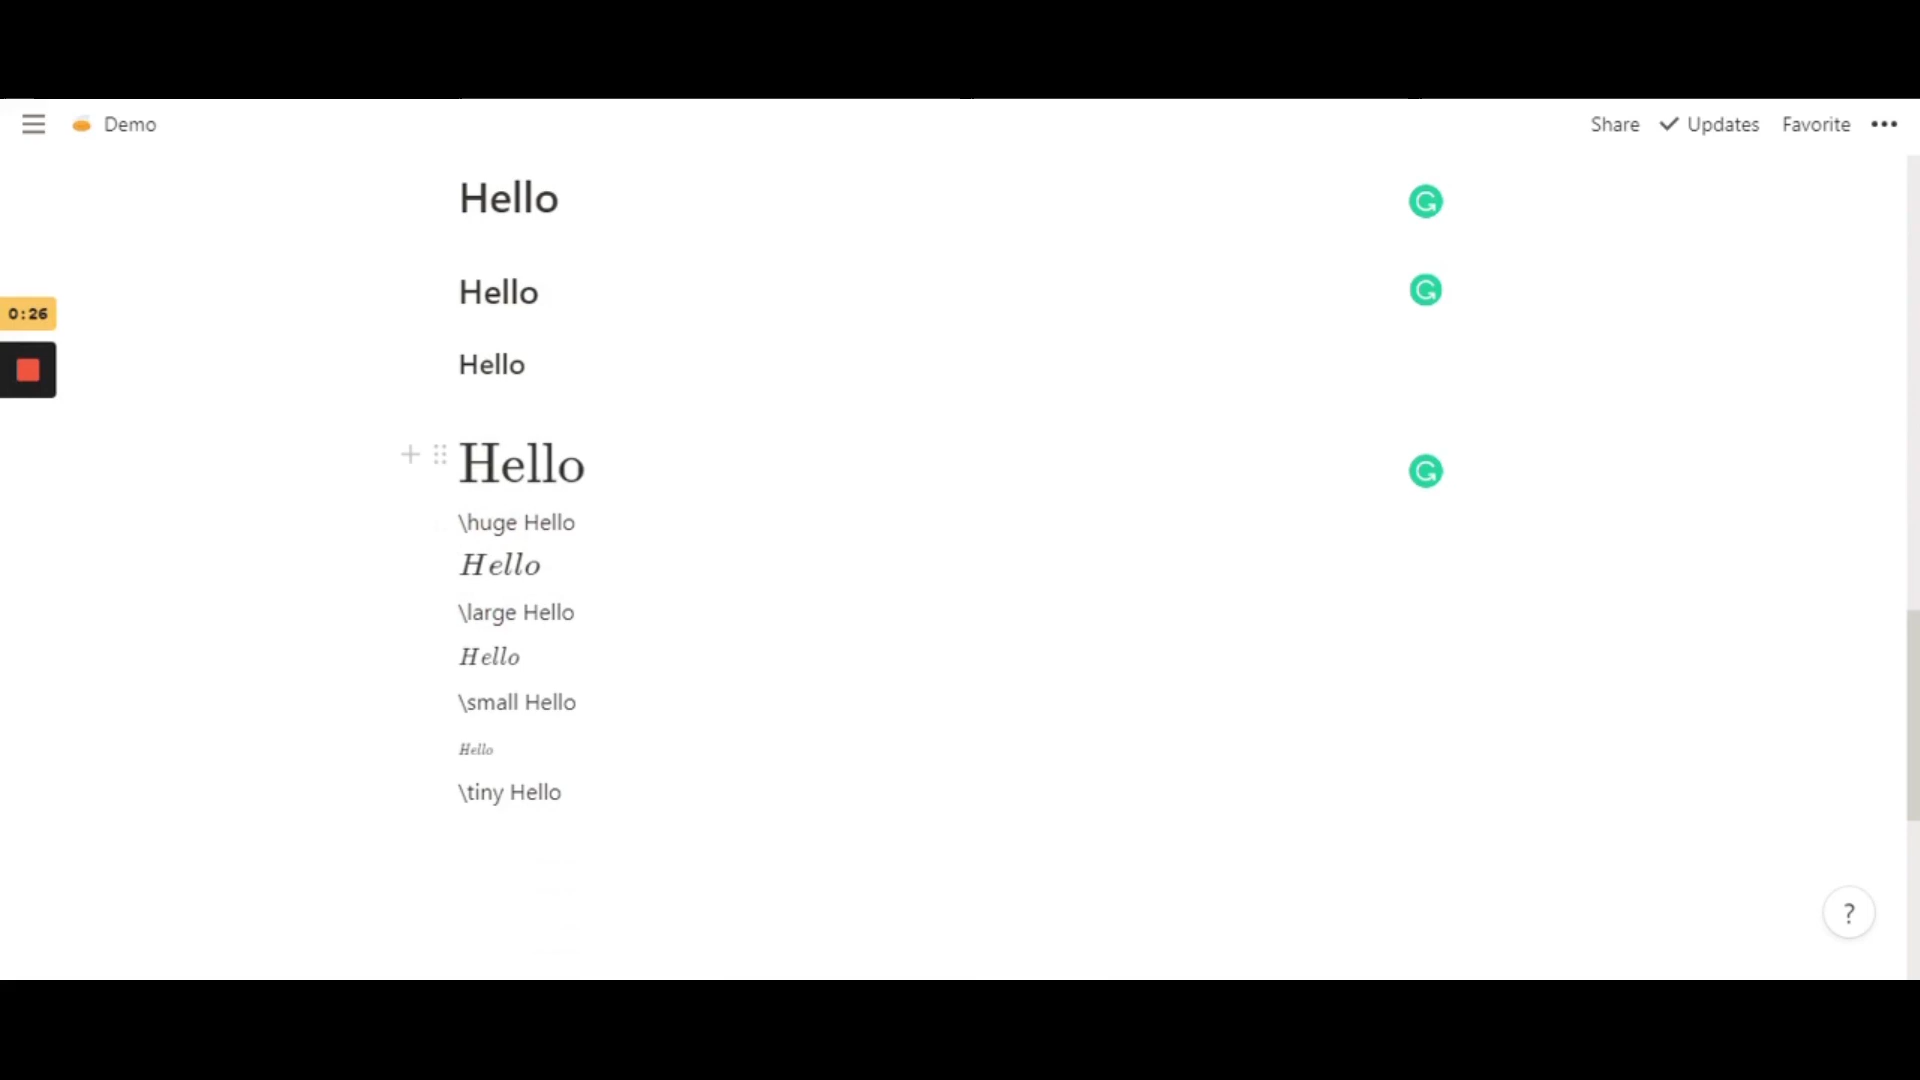 Demo
Share Updates Favorite
Hello
Hello
0:26
Hello
Hello
\huge Hello
Hello
\large Hello
Hello
\small Hello
Hello
\tiny Hello
?